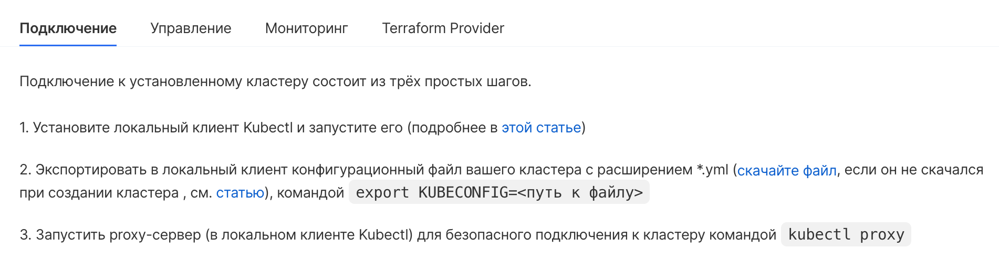 Подключение Управление Мониторинг Terraform Provider
Подключение к установленному кластеру состоит из трёх простых шагов.
1. Установите локальный клиент Kubectl и запустите его (подробнее в этой статье)
2. Экспортировать в локальный клиент конфигурационный файл вашего кластера с расширением *.yml (скачайте файл, если он не скачался
при создании кластера , см. статью), командой export KUBECONFIG=<путь к файлу>
3. Запустить proxy-сервер (в локальном клиенте Kubectl) для безопасного подключения к кластеру командой kubectl proxy